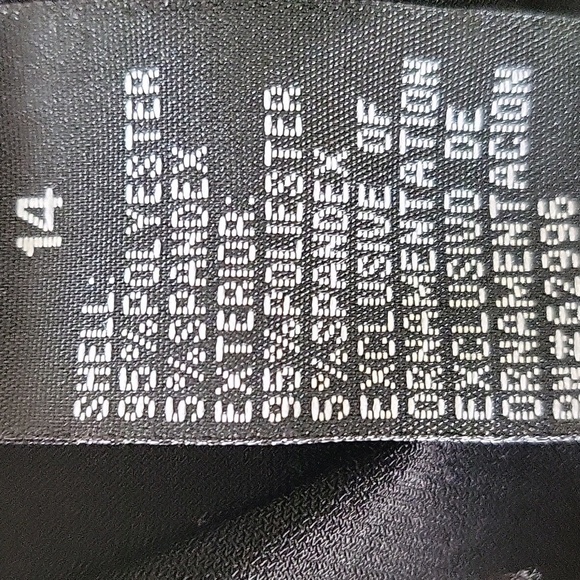 14
SHELL:
95%POLYESTER
5%SPANDEX
EXTERIOR:
95%POLIESTER
5%SPANDEX
EXCLUSIVE OF
ORNAMENTATION
EXCLUSIVO DE
ORNAMENTACION